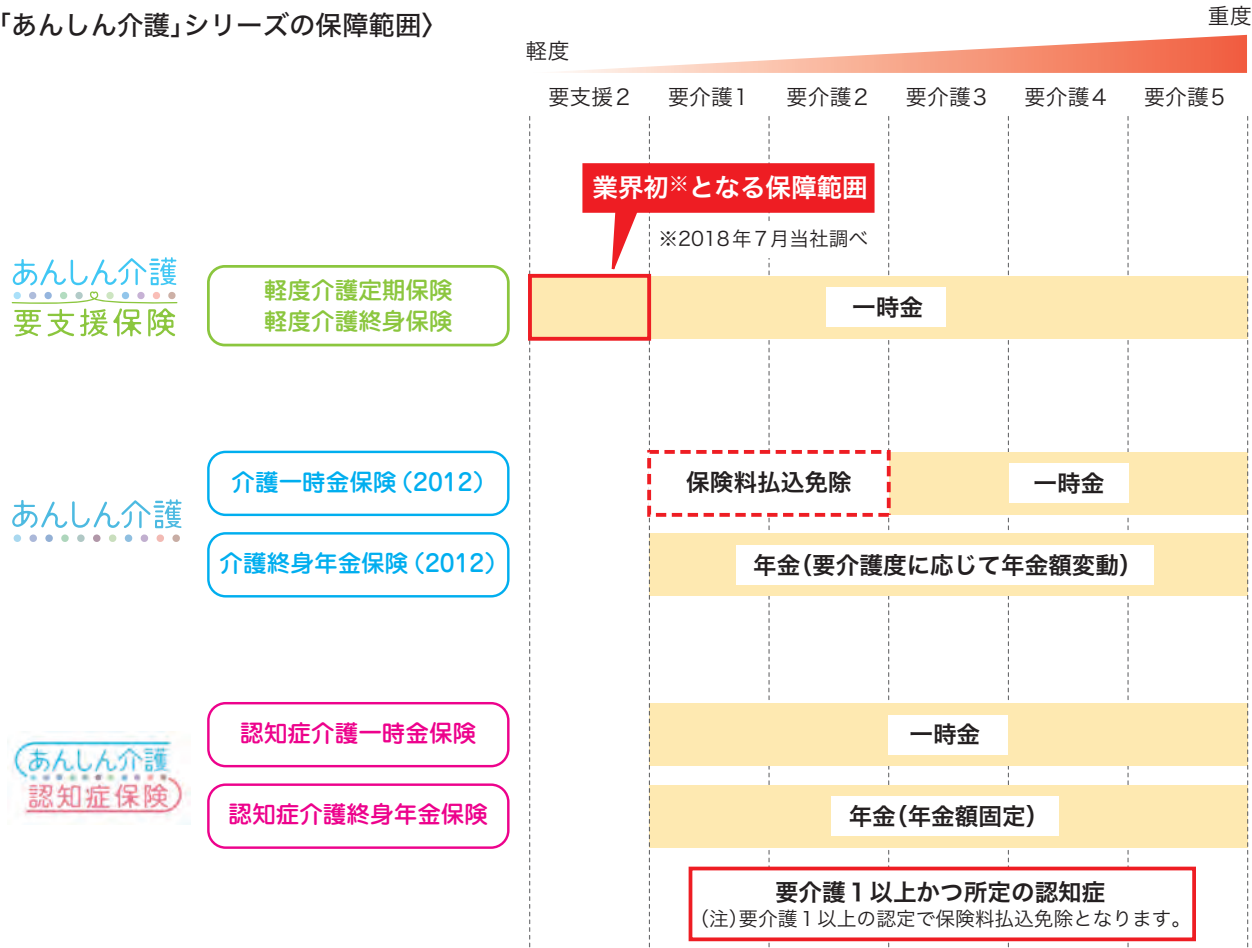 「あんしん介護」シリーズの保障範囲〉
軽度
重度
要支援2 要介護1 要介護2 要介護3 要介護4 要介護5
業界初※となる保障範囲
※2018年7月当社調べ
あんしん介護
要支援保険
軽度介護定期保険
軽度介護終身保険
一時金
あんしん介護
介護一時金保険(2012)
保険料払込免除
一時金
介護終身年金保険(2012)
年金(要介護度に応じて年金額変動)
あんしん介護
認知症保険
認知症介護一時金保険
一時金
認知症介護終身年金保険
年金(年金額固定)
要介護1以上かつ所定の認知症
(注)要介護1以上の認定で保険料払込免除となります。